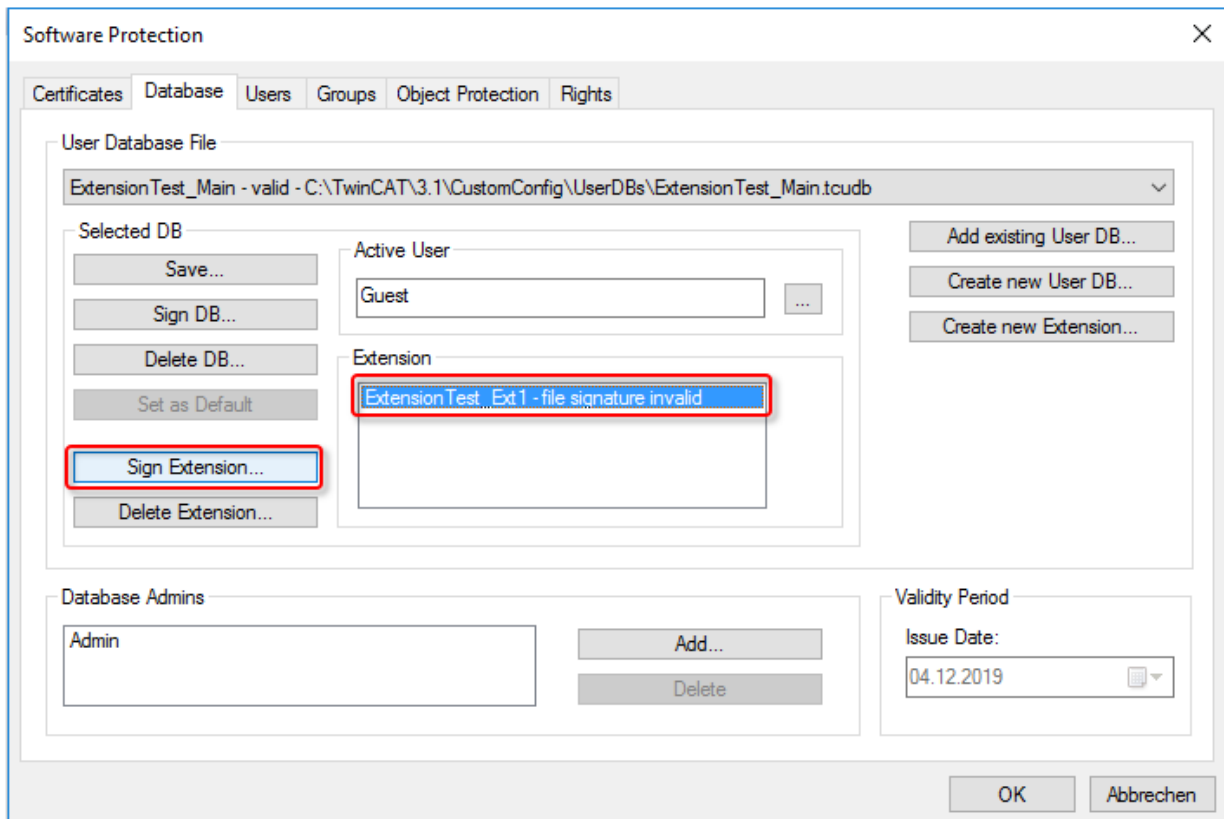 Software Protection
Certificates Database Users Groups Object Protection Rights
User Database File
ExtensionTest_Main - valid - C:\TwinCAT\3.1\CustomConfig\UserDBs\ExtensionTest_Main.tcudb
Selected DB
Save...
Sign DB...
Delete DB...
Set as Default
Sign Extension...
Delete Extension...
Active User
Guest
...
Extension
ExtensionTest_Ext1 - file signature invalid
Add existing User DB...
Create new User DB...
Create new Extension...
Database Admins
Admin
Add...
Delete
Validity Period
Issue Date:
04.12.2019
OK
Abbrechen